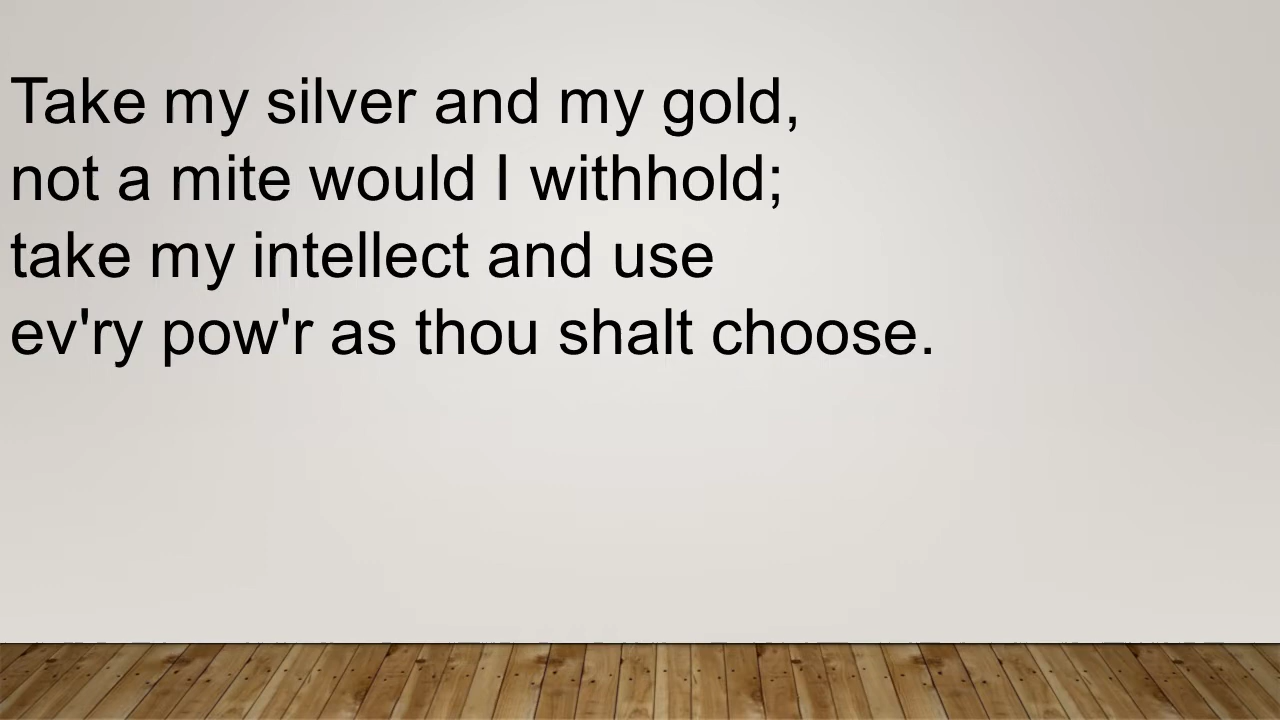 Take my silver and my gold,
not a mite would I withhold;
take my intellect and use
ev'ry pow'r as thou shalt choose.